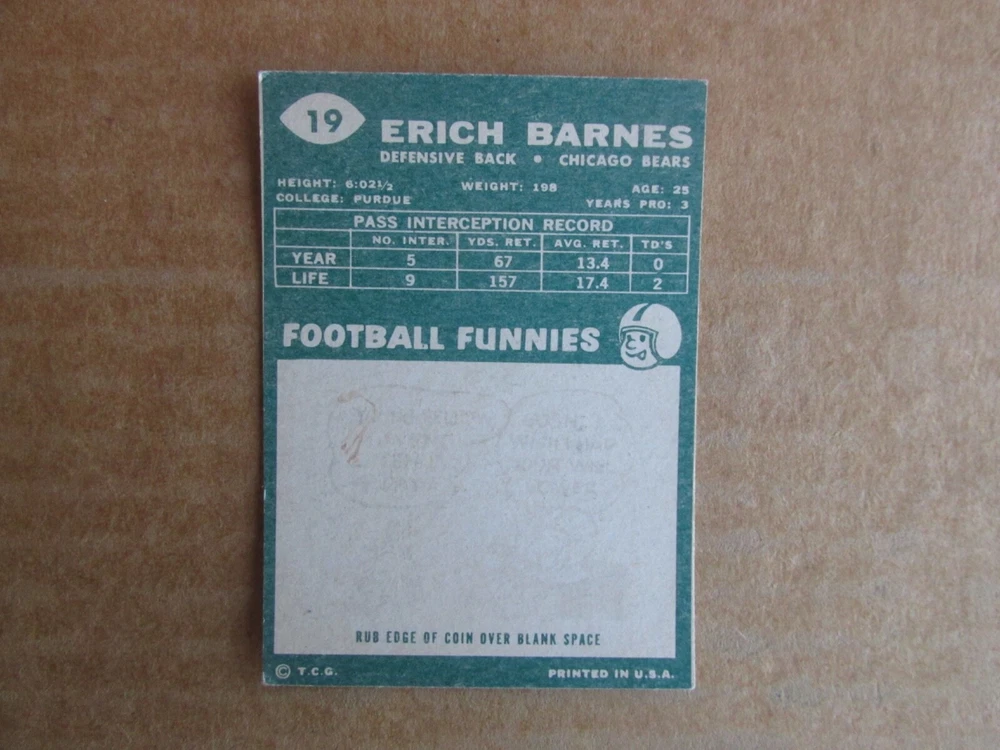 19
ERICH BARNES
DEFENSIVE BACK • CHICAGO BEARS
HEIGHT: 6:02½ WEIGHT: 198 AGE: 25
COLLEGE: PURDUE YEARS PRO: 3
PASS INTERCEPTION RECORD
NO. INTER. YDS. RET. AVG. RET. TD'S
YEAR 5 67 13.4 0
LIFE 9 157 17.4 2
FOOTBALL FUNNIES
RUB EDGE OF COIN OVER BLANK SPACE
© T.C.G. PRINTED IN U.S.A.